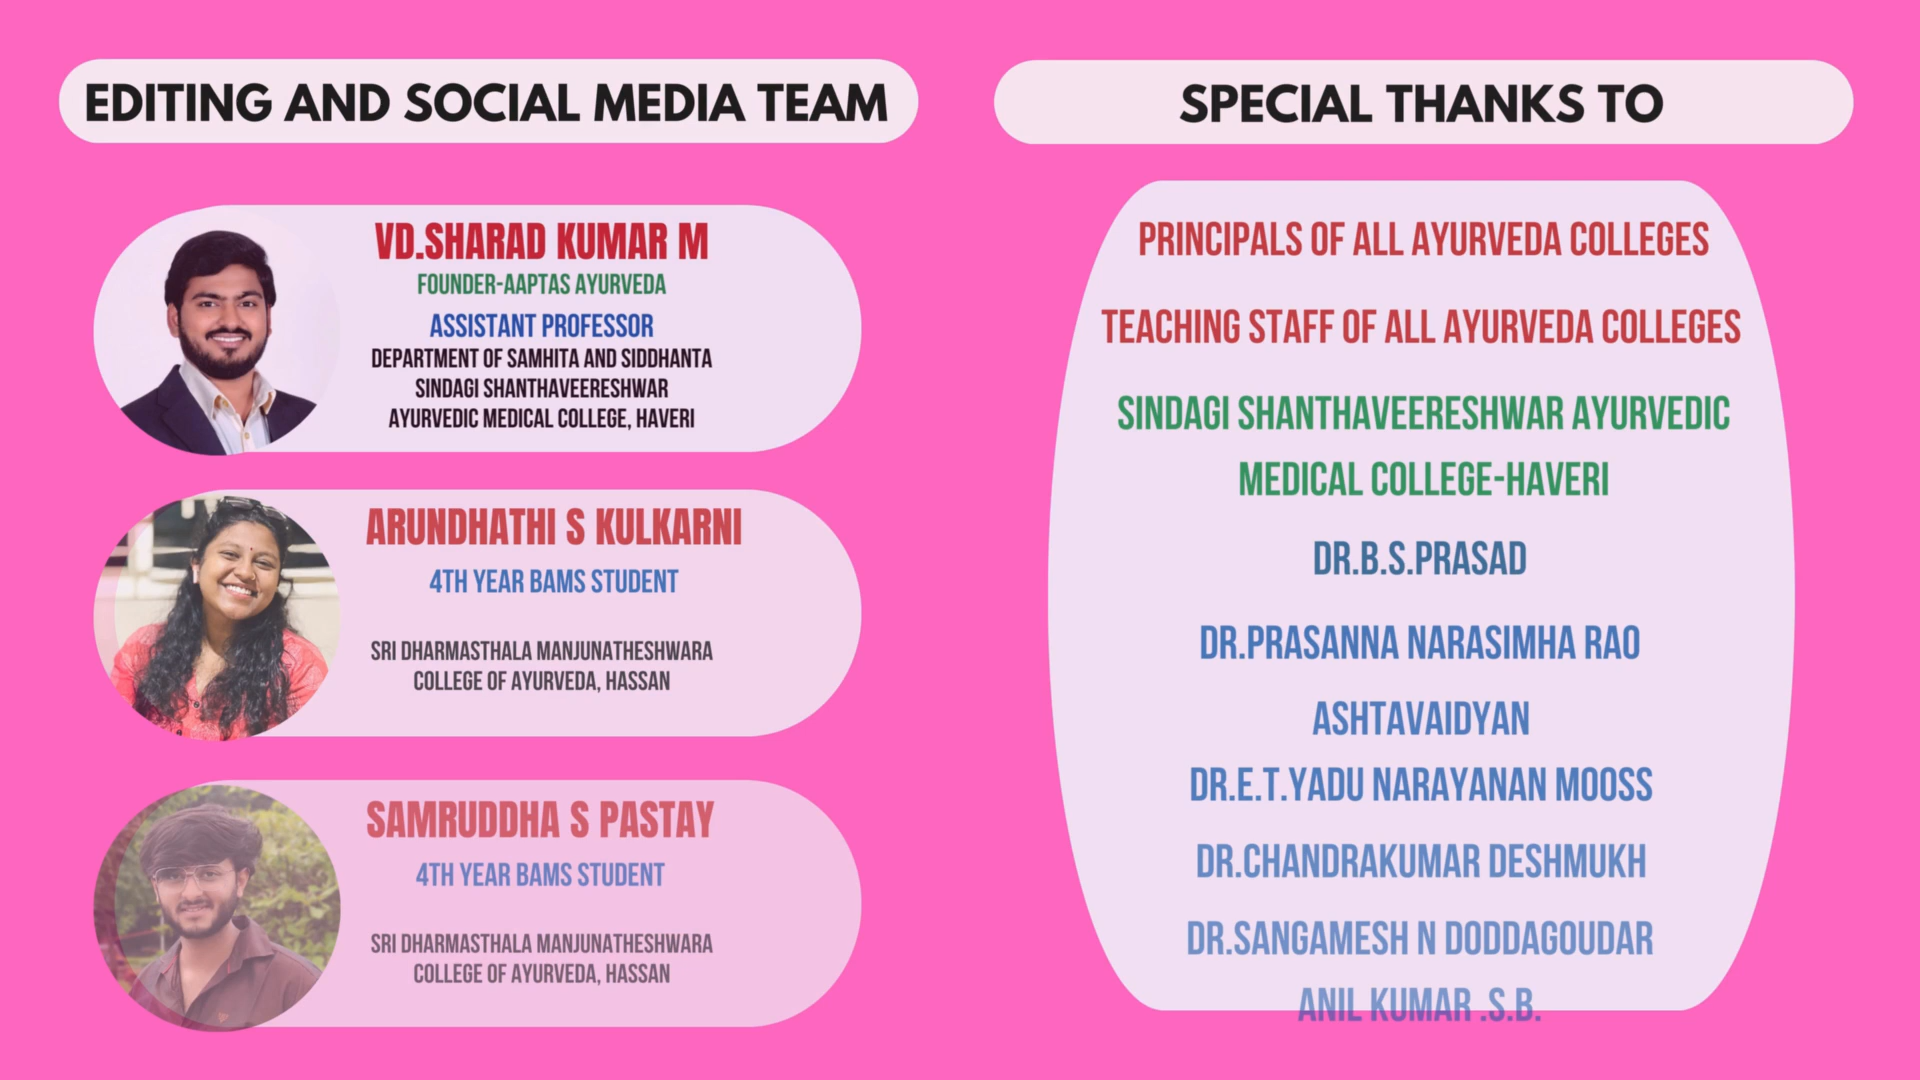 EDITING AND SOCIAL MEDIA TEAM
VD.SHARAD KUMAR M
FOUNDER-AAPTAS AYURVEDA
ASSISTANT PROFESSOR
DEPARTMENT OF SAMHITA AND SIDDHANTA
SINDAGI SHANTHAVEERESHWAR
AYURVEDIC MEDICAL COLLEGE, HAVERI
ARUNDHATHI S KULKARNI
4TH YEAR BAMS STUDENT
SRI DHARMASTHALA MANJUNATHESHWARA
COLLEGE OF AYURVEDA, HASSAN
SAMRUDDHA S PASTAY
4TH YEAR BAMS STUDENT
SRI DHARMASTHALA MANJUNATHESHWARA
COLLEGE OF AYURVEDA, HASSAN
SPECIAL THANKS TO
PRINCIPALS OF ALL AYURVEDA COLLEGES
TEACHING STAFF OF ALL AYURVEDA COLLEGES
SINDAGI SHANTHAVEERESHWAR AYURVEDIC
MEDICAL COLLEGE-HAVERI
DR.B.S.PRASAD
DR.PRASANNA NARASIMHA RAO
ASHTAVAIDYAN
DR.E.T.YADU NARAYANAN MOOSS
DR.CHANDRAKUMAR DESHMUKH
DR.SANGAMESH N DODDAGOUDAR
ANIL KUMAR .S.B.